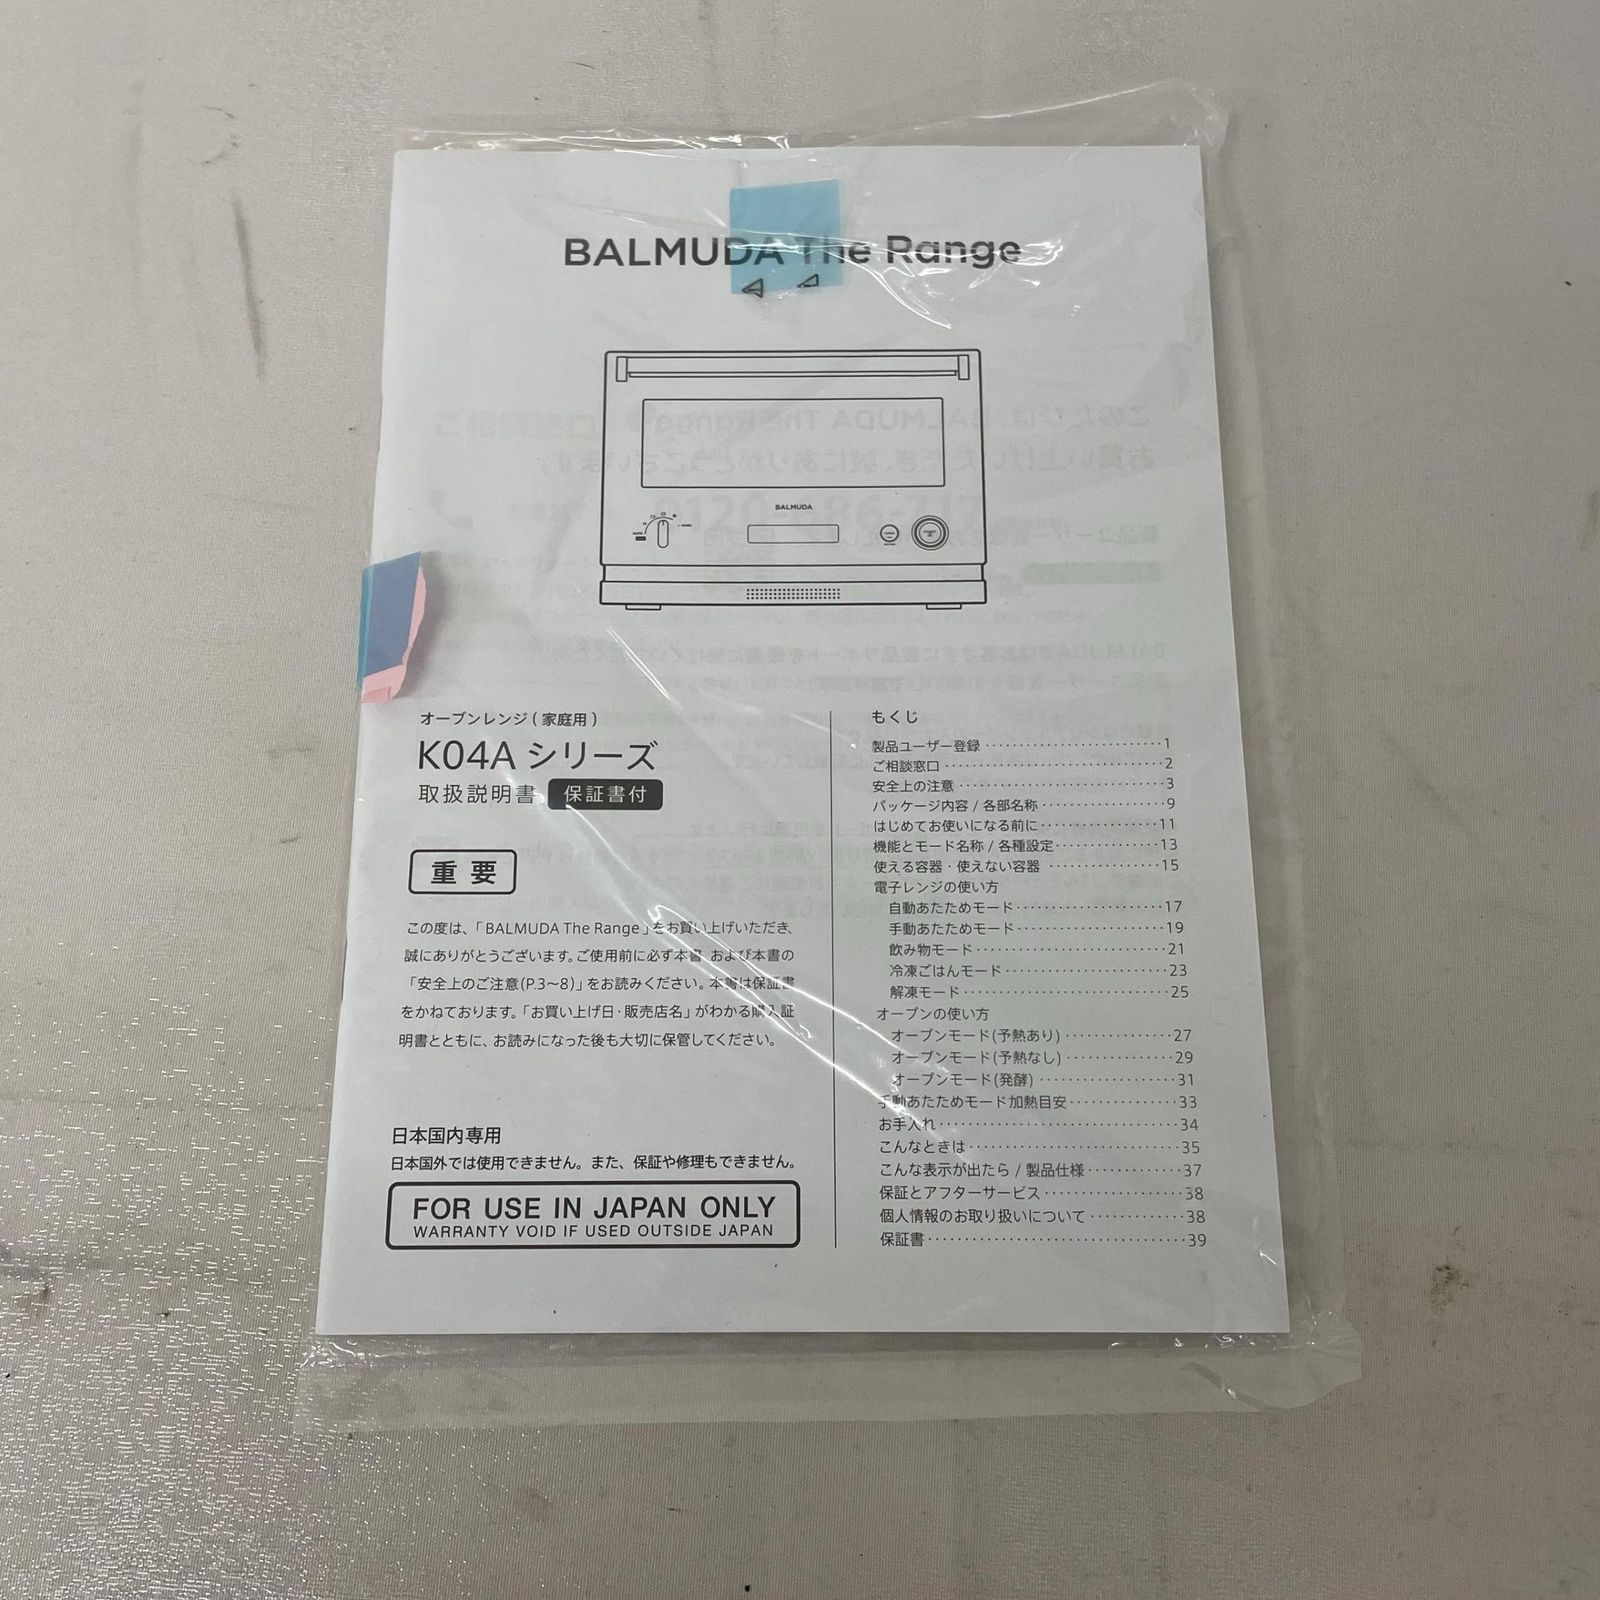 BALMUDA The Range
BALMUDA
オーブンレンジ(家庭用)
K04A シリーズ
取扱説明書 保証書付
重要
この度は、「BALMUDA The Range」をお買い上げいただき、
誠にありがとうございます。ご使用前に必ず本書 および本書の
「安全上のご注意(P.3~8)」をお読みください。本書は保証書
をかねております。「お買い上げ日・販売店名」がわかる購入証
明書とともに、お読みになった後も大切に保管してください。
日本国内専用
日本国外では使用できません。また、保証や修理もできません。
FOR USE IN JAPAN ONLY
WARRANTY VOID IF USED OUTSIDE JAPAN
もくじ
製品ユーザー登録 1
ご相談窓口 2
安全上の注意 3
パッケージ内容 / 各部名称 9
はじめてお使いになる前に 11
機能とモード名称 / 各種設定 13
使える容器・使えない容器 15
電子レンジの使い方
自動あたためモード 17
手動あたためモード 19
飲み物モード 21
冷凍ごはんモード 23
解凍モード 25
オーブンの使い方
オーブンモード(予熱あり) 27
オーブンモード(予熱なし) 29
オーブンモード(発酵) 31
手動あたためモード加熱目安 33
お手入れ 34
こんなときは 35
こんな表示が出たら / 製品仕様 37
保証とアフターサービス 38
個人情報のお取り扱いについて 38
保証書 39